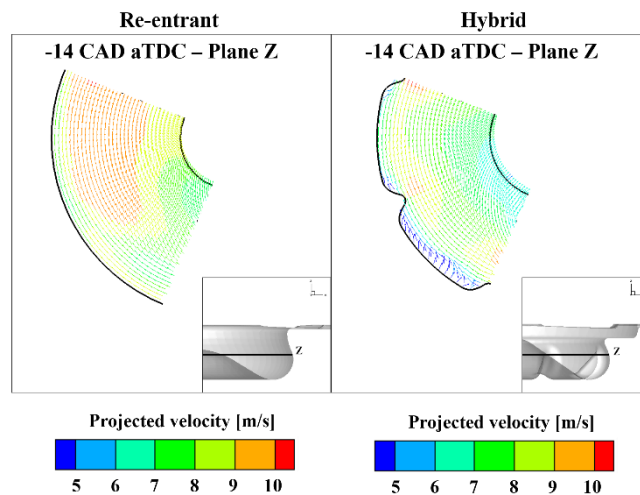 Re-entrant
Hybrid
-14 CAD aTDC – Plane Z
-14 CAD aTDC – Plane Z
Z
Z
Projected velocity [m/s]
Projected velocity [m/s]
5 6 7 8 9 10
5 6 7 8 9 10